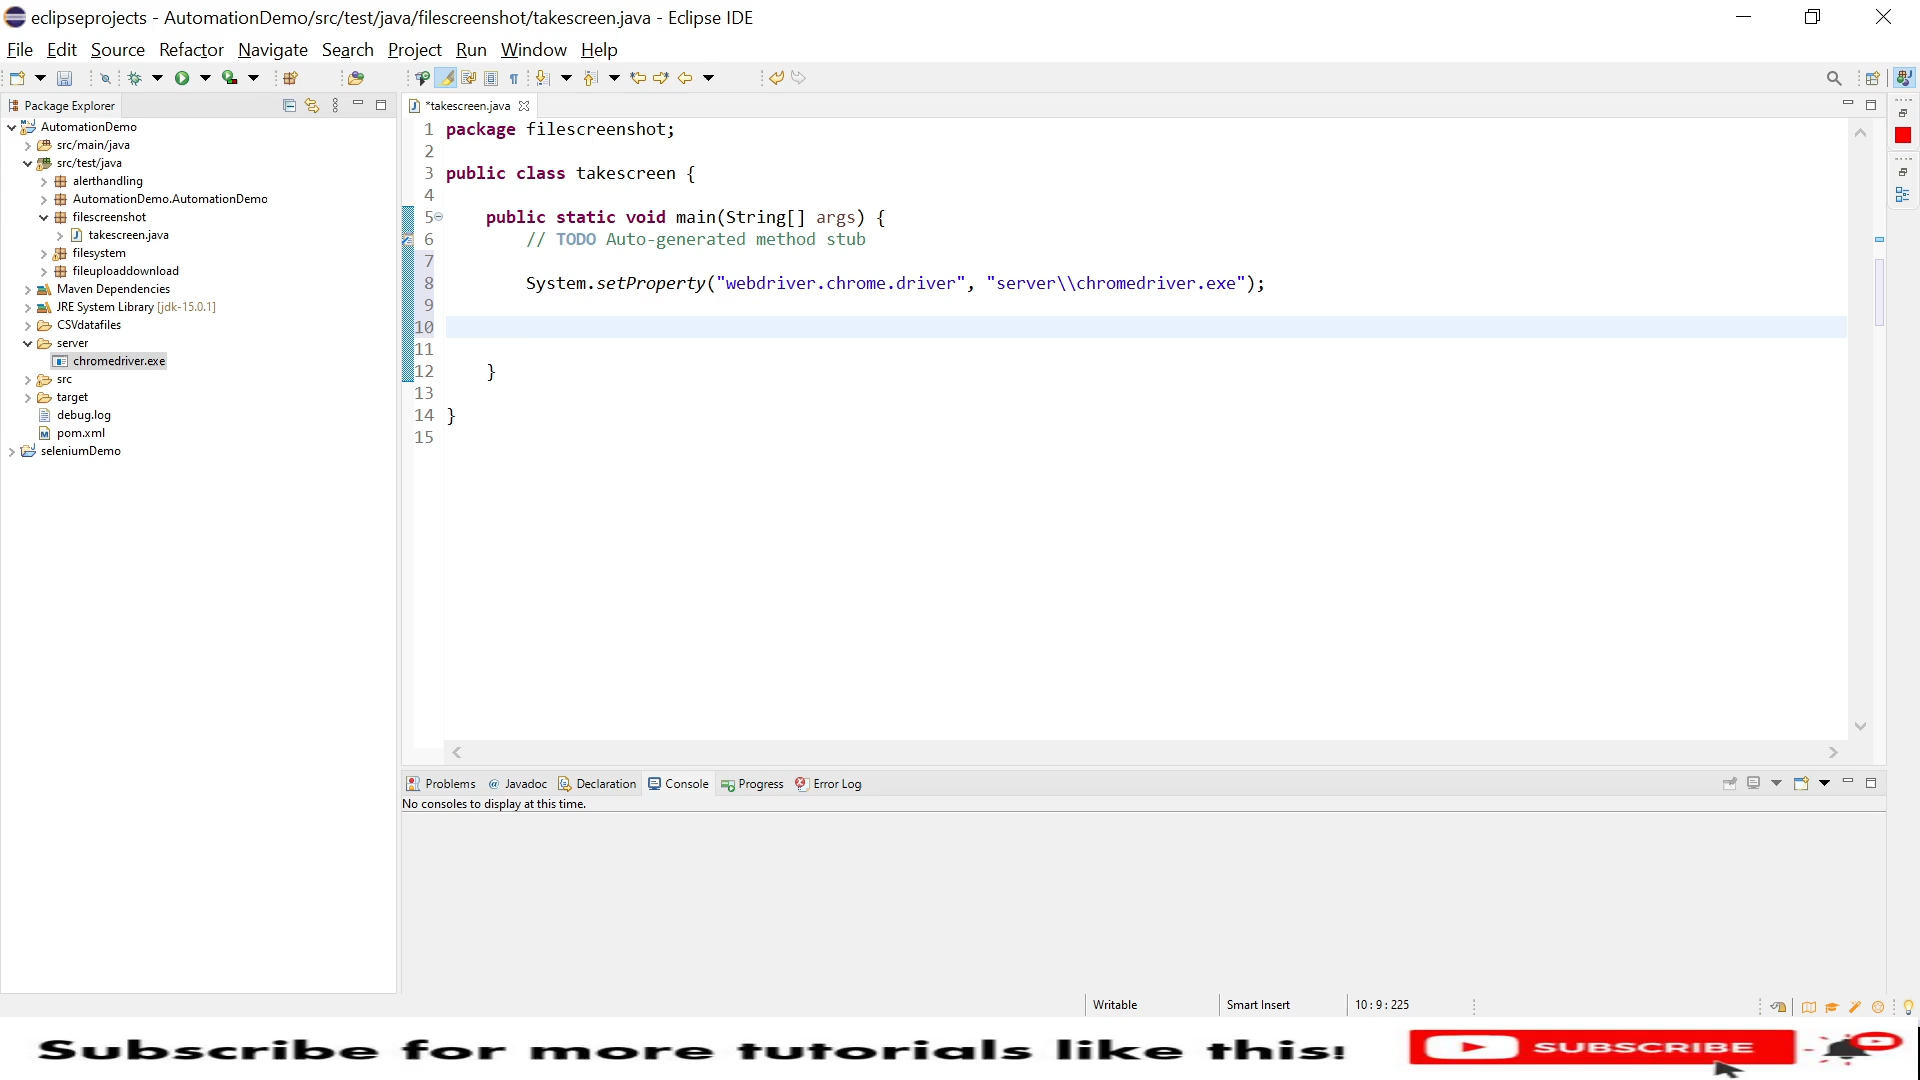 eclipseprojects - AutomationDemo/src/test/java/filescreenshot/takescreen.java - Eclipse IDE
File Edit Source Refactor Navigate Search Project Run Window Help
Package Explorer
AutomationDemo
src/main/java
src/test/java
alerthandling
AutomationDemo.AutomationDemo
filescreenshot
takescreen.java
filesystem
fileuploaddownload
Maven Dependencies
JRE System Library [jdk-15.0.1]
CSVdatafiles
server
chromedriver.exe
src
target
debug.log
pom.xml
seleniumDemo
*takescreen.java
1 package filescreenshot;
2
3 public class takescreen {
4
5 public static void main(String[] args) {
6 // TODO Auto-generated method stub
7
8 System.setProperty("webdriver.chrome.driver", "server\\chromedriver.exe");
9
10
11
12 }
13
14 }
15
Problems @ Javadoc Declaration Console Progress Error Log
No consoles to display at this time.
Writable Smart Insert 10 : 9 : 225
Subscribe for more tutorials like this! SUBSCRIBE